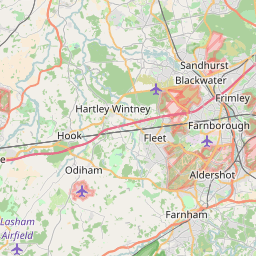 Sandhurst
Blackwater
Frimley
Hartley Wintney
Farnborough
Hook
Fleet
e
Odiham
Aldershot
Farnham
Lasham
Airfield